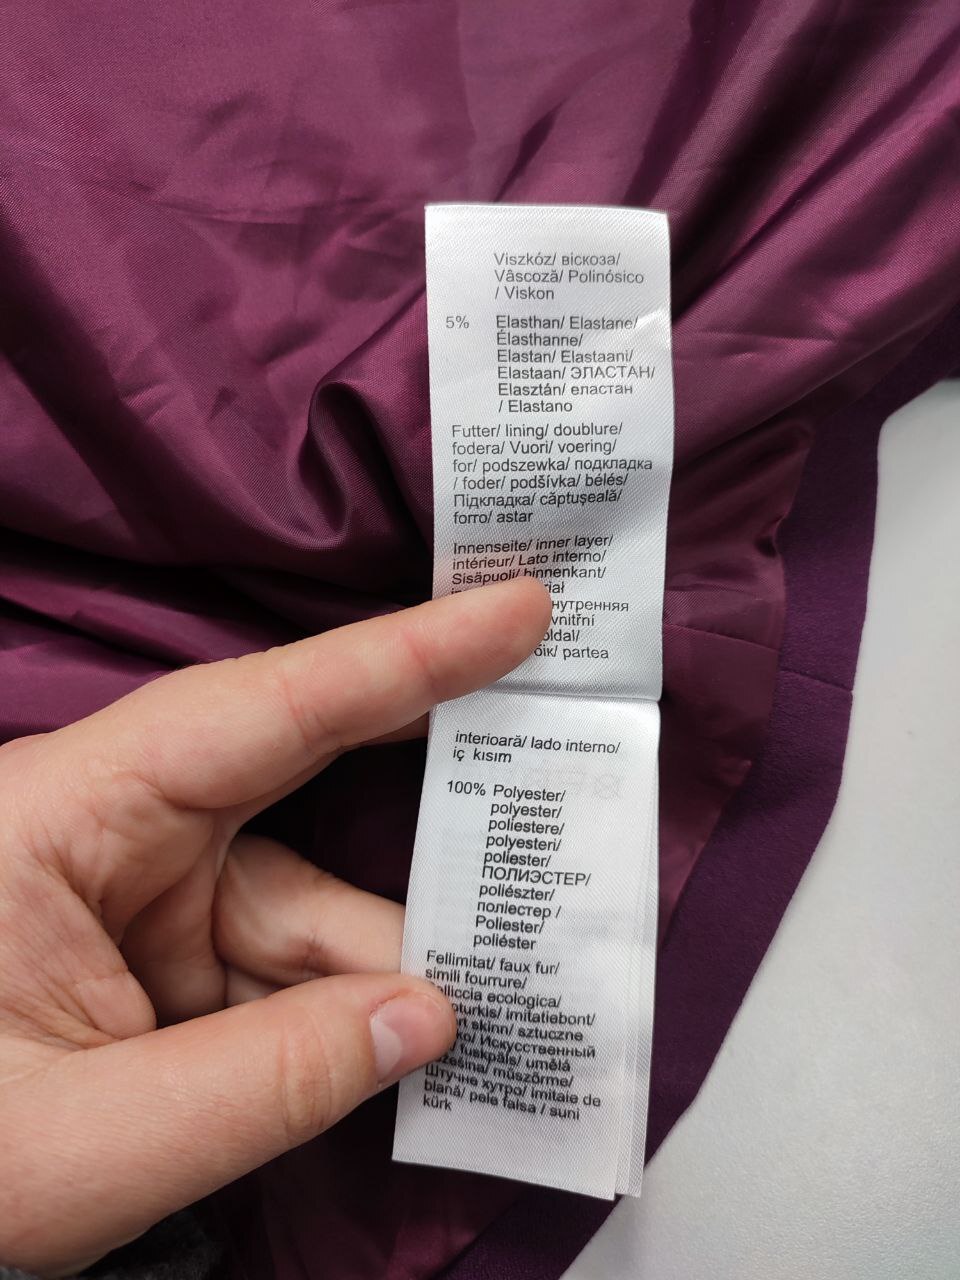 Viszkóz/ віскоза/
Vâscoză/ Polinósico
/ Viskon
5% Elasthan/ Elastane/
Élasthanne/
Elastan/ Elastaani/
Elastaan/ ЭЛАСТАН/
Elasztán/ еластан
/ Elastano
Futter/ lining/ doublure/
fodera/ Vuori/ voering/
for/ podszewka/ подкладка
/ foder/ podšívka/ bélés/
Підкладка/ căptușeală/
forro/ astar
Innenseite/ inner layer/
intérieur/ Lato interno/
Sisäpuoli/ binnenkant/
partea
interioară/ lado interno/
iç kısım
100% Polyester/
polyester/
poliestere/
polyesteri/
poliester/
ПОЛИЭСТЕР/
poliészter/
поліестер /
Poliester/
poliéster
Fellimitat/ faux fur/
simili fourrure/
ecologica/
imitatiebont/
skinn/ sztuczne
Искусственный
fuskpäls/ umělá
műszőrme/
Штучне хутро/ imitaie de
blană/ pele falsa / suni
kürk